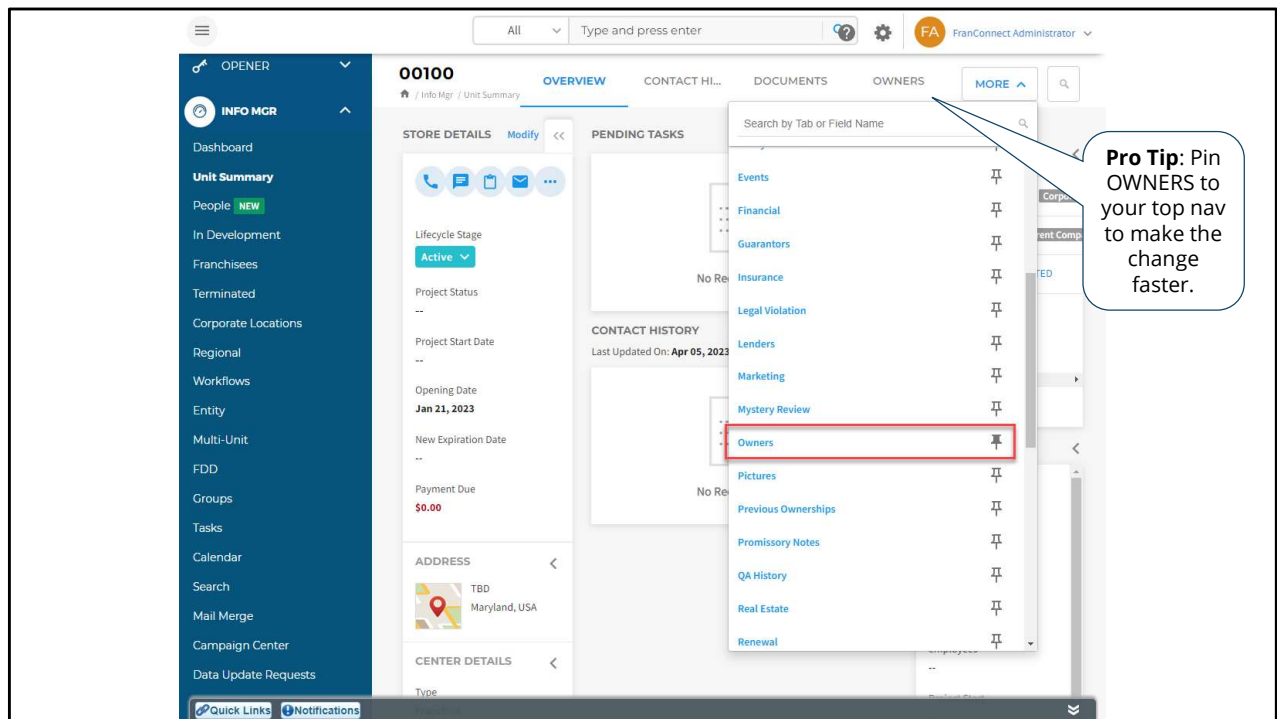 All
Type and press enter
FA
FranConnect Administrator
OPENER
INFO MGR
Dashboard
Unit Summary
People NEW
In Development
Franchisees
Terminated
Corporate Locations
Regional
Workflows
Entity
Multi-Unit
FDD
Groups
Tasks
Calendar
Search
Mail Merge
Campaign Center
Data Update Requests
Quick Links
Notifications
00100
/ Info Mgr / Unit Summary
OVERVIEW
CONTACT HI...
DOCUMENTS
OWNERS
MORE
STORE DETAILS Modify
Lifecycle Stage
Active
Project Status
--
Project Start Date
--
Opening Date
Jan 21, 2023
New Expiration Date
--
Payment Due
$0.00
ADDRESS
TBD
Maryland, USA
CENTER DETAILS
Type
PENDING TASKS
No Re
CONTACT HISTORY
Last Updated On: Apr 05, 2023
No Re
Search by Tab or Field Name
Events
Financial
Guarantors
Insurance
Legal Violation
Lenders
Marketing
Mystery Review
Owners
Pictures
Previous Ownerships
Promissory Notes
QA History
Real Estate
Renewal
Corpo
rent Comp
TED
--
Pro Tip: Pin
OWNERS to
your top nav
to make the
change
faster.